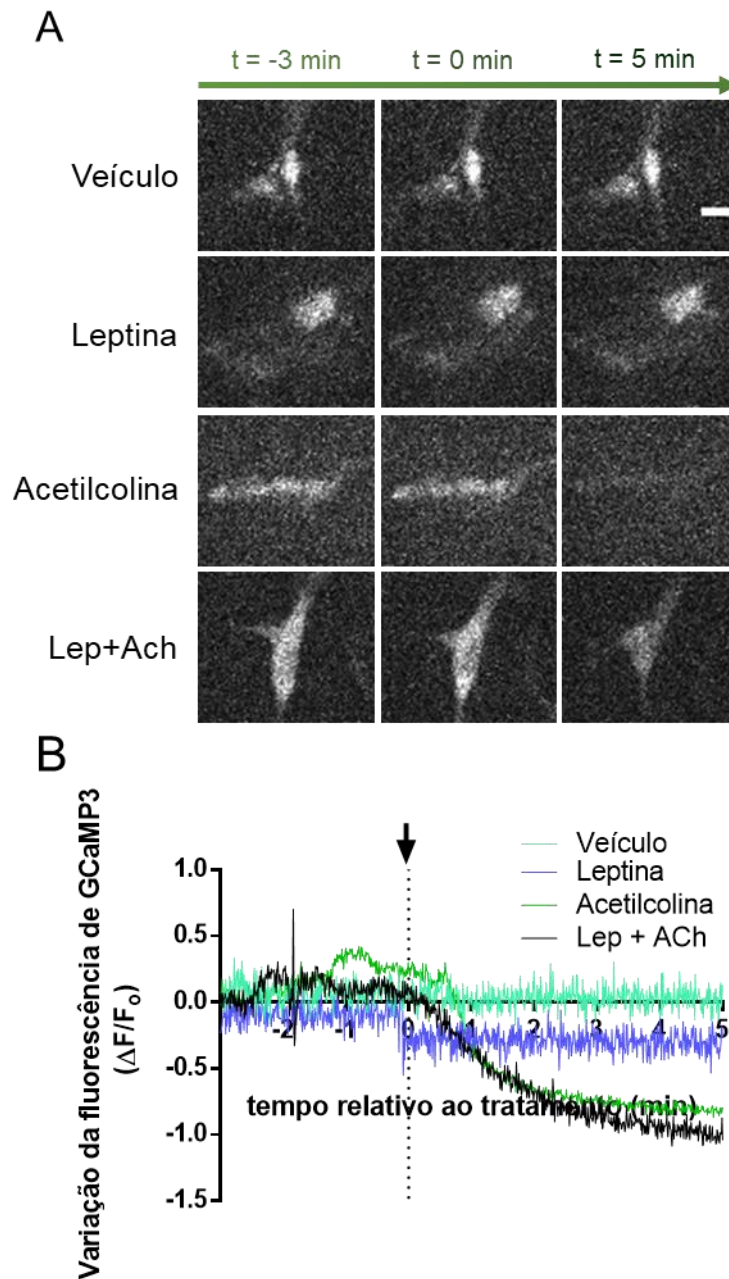 A
t = -3 min
t = 0 min
t = 5 min
Veículo
Leptina
Acetilcolina
Lep+Ach
B
Variação da fluorescência de GCaMP3
(ΔF/Fo)
Veículo
Leptina
Acetilcolina
Lep + ACh
1.0
0.5
0.0
-0.5
-1.0
-1.5
-2
-1
0
1
2
3
4
5
tempo relativo ao tratamento (min)